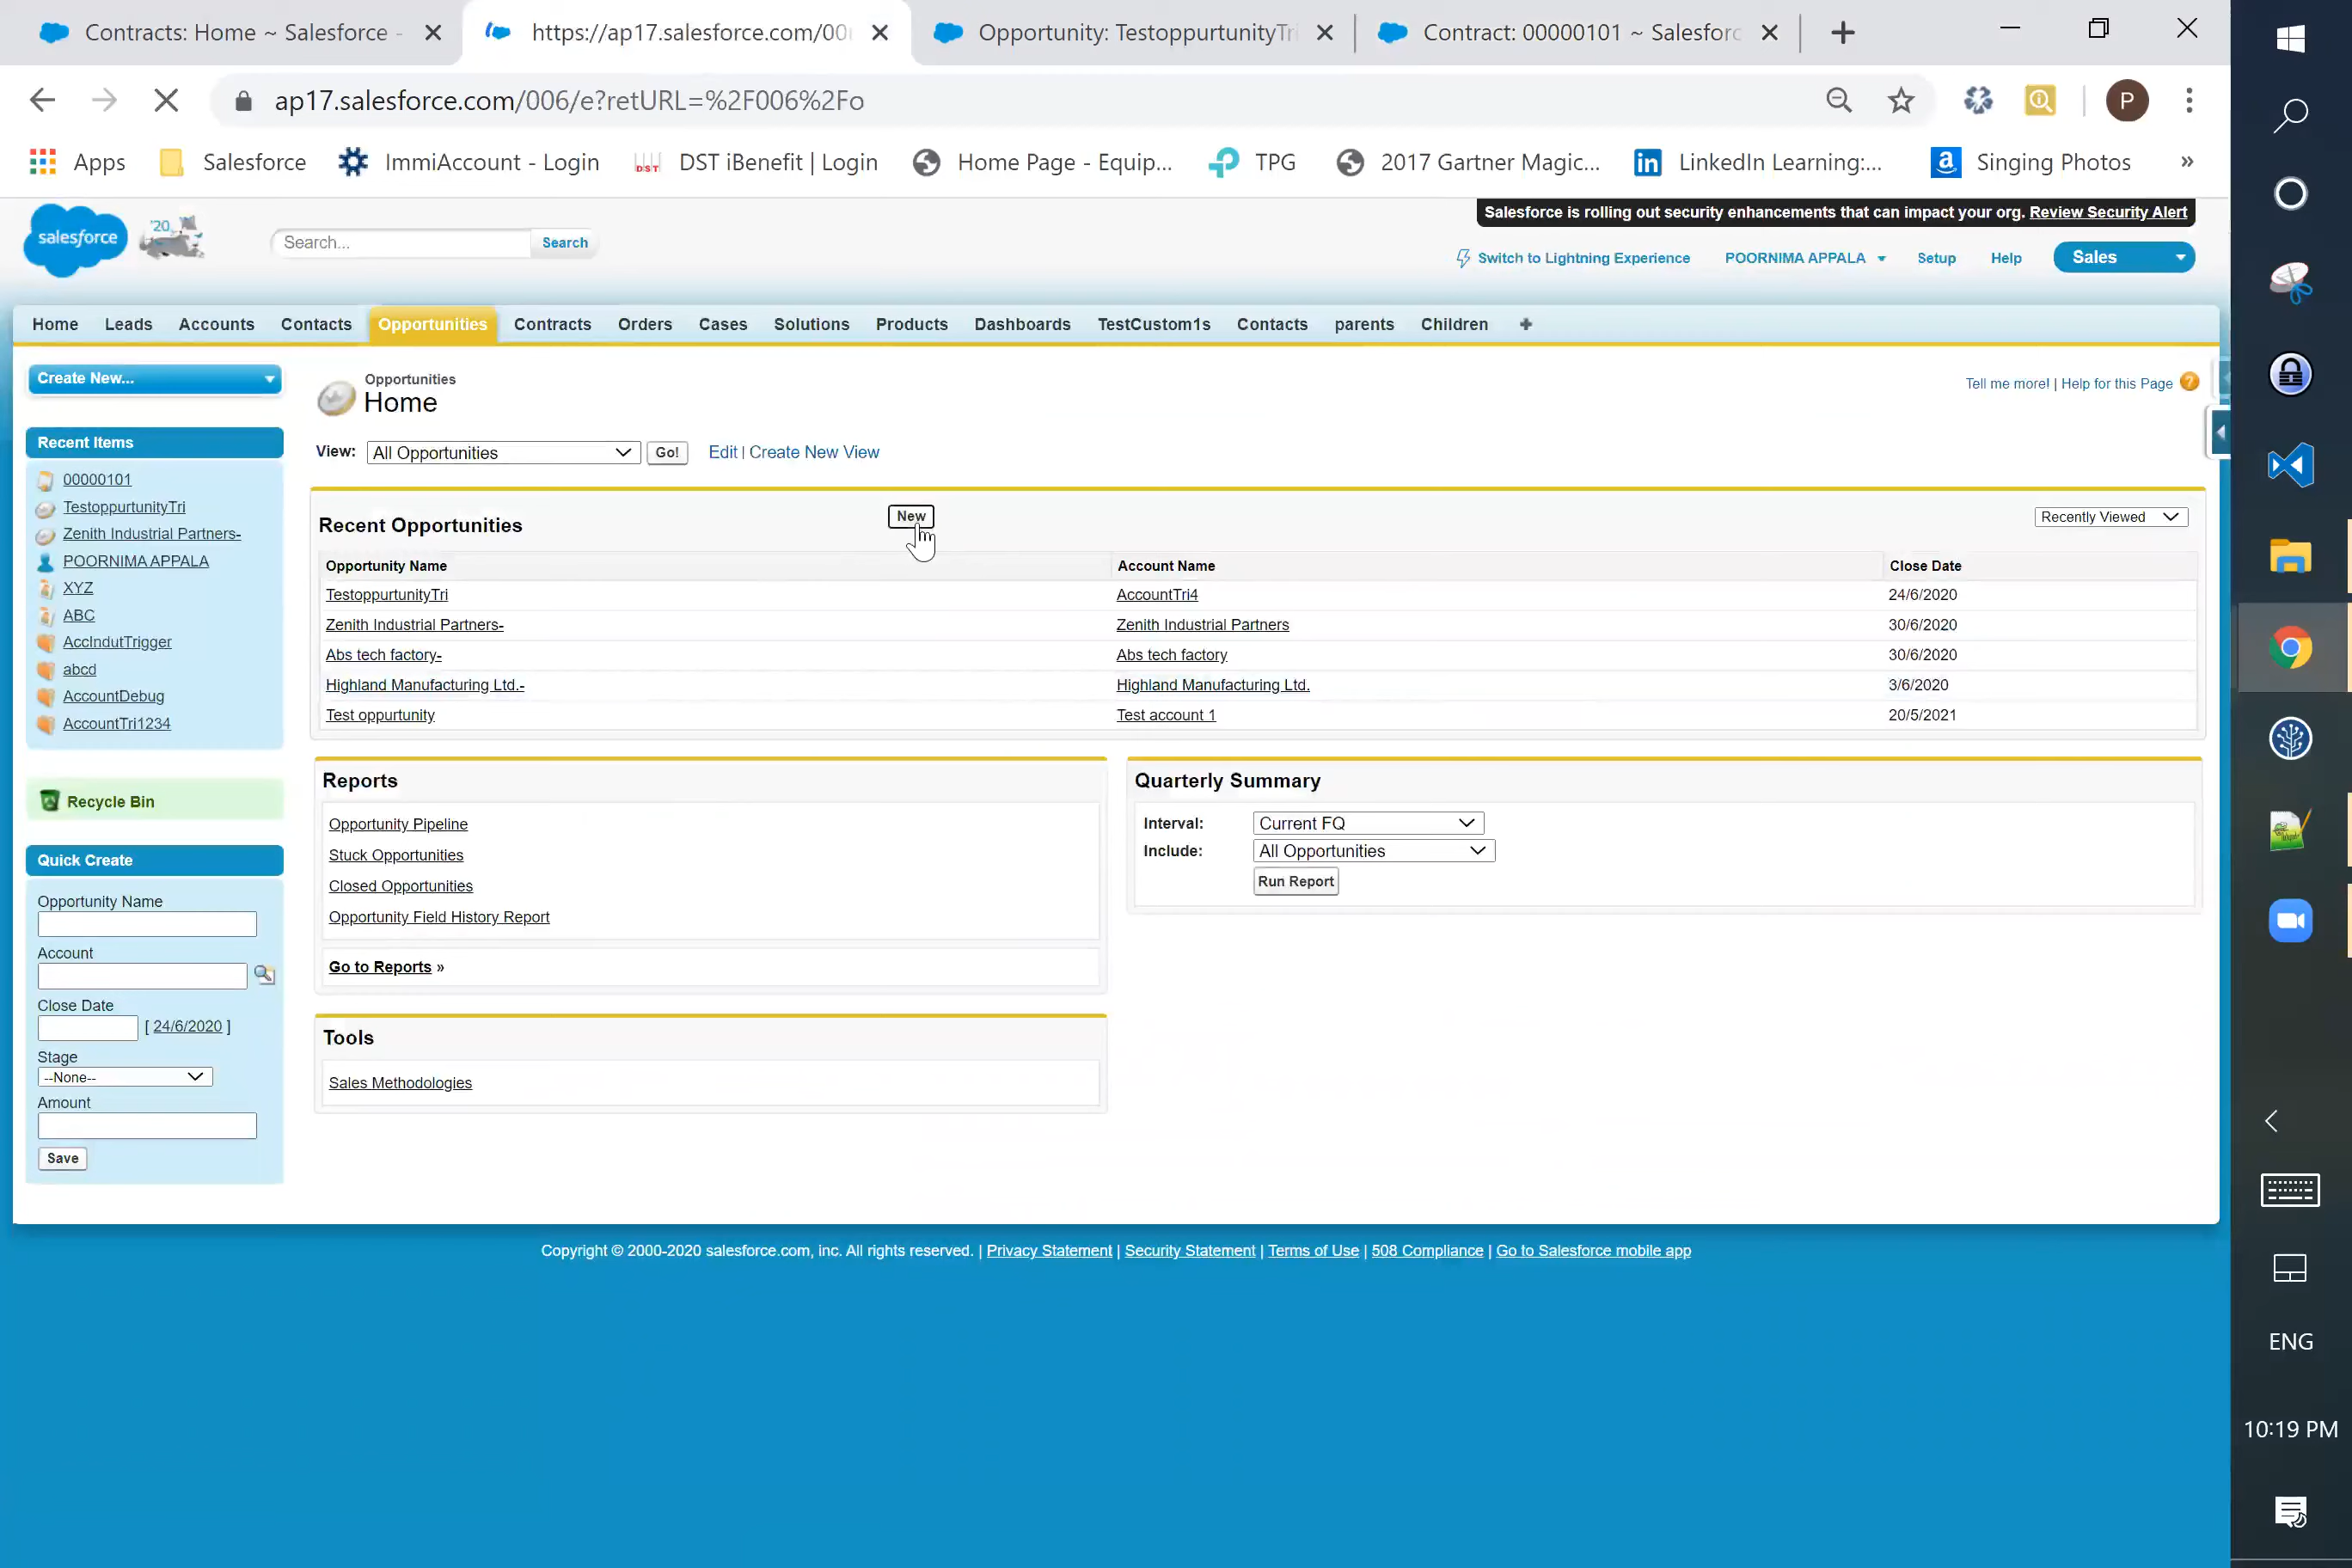 Contracts: Home ~ Salesforce -
https://ap17.salesforce.com/00
Opportunity: TestoppurtunityTri
Contract: 00000101 ~ Salesforc
ap17.salesforce.com/006/e?retURL=%2F006%2Fo
P
Apps
Salesforce
ImmiAccount - Login
DST iBenefit | Login
Home Page - Equip...
TPG
2017 Gartner Magic...
LinkedIn Learning:...
Singing Photos
»
Salesforce is rolling out security enhancements that can impact your org. Review Security Alert
salesforce
'20
Search...
Search
Switch to Lightning Experience
POORNIMA APPALA
Setup
Help
Sales
Home
Leads
Accounts
Contacts
Opportunities
Contracts
Orders
Cases
Solutions
Products
Dashboards
TestCustom1s
Contacts
parents
Children
+
Create New...
Opportunities
Home
Tell me more! | Help for this Page
View: All Opportunities Go! Edit | Create New View
Recent Items
00000101
TestoppurtunityTri
Zenith Industrial Partners-
POORNIMA APPALA
XYZ
ABC
AccIndutTrigger
abcd
AccountDebug
AccountTri1234
Recycle Bin
Quick Create
Opportunity Name
Account
Close Date
[ 24/6/2020 ]
Stage
--None--
Amount
Save
Recent Opportunities
New
Recently Viewed
Opportunity Name Account Name Close Date
TestoppurtunityTri AccountTri4 24/6/2020
Zenith Industrial Partners- Zenith Industrial Partners 30/6/2020
Abs tech factory- Abs tech factory 30/6/2020
Highland Manufacturing Ltd.- Highland Manufacturing Ltd. 3/6/2020
Test oppurtunity Test account 1 20/5/2021
Reports
Opportunity Pipeline
Stuck Opportunities
Closed Opportunities
Opportunity Field History Report
Go to Reports »
Quarterly Summary
Interval: Current FQ
Include: All Opportunities
Run Report
Tools
Sales Methodologies
Copyright © 2000-2020 salesforce.com, inc. All rights reserved. | Privacy Statement | Security Statement | Terms of Use | 508 Compliance | Go to Salesforce mobile app
ENG
10:19 PM